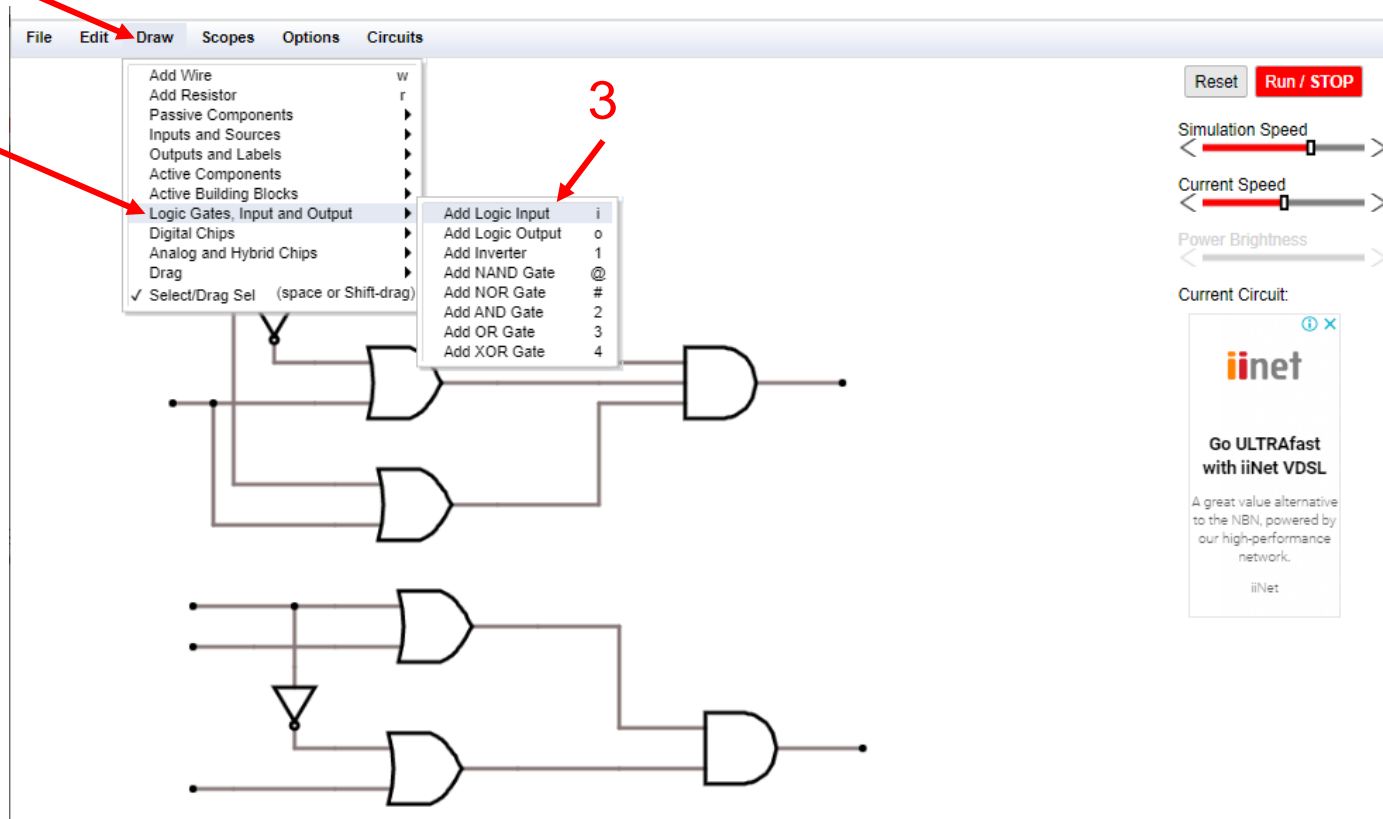 File Edit Draw Scopes Options Circuits
Add Wire w
Add Resistor r
Passive Components
Inputs and Sources
Outputs and Labels
Active Components
Active Building Blocks
Logic Gates, Input and Output
Digital Chips
Analog and Hybrid Chips
Drag
✓ Select/Drag Sel (space or Shift-drag)
3
Add Logic Input i
Add Logic Output o
Add Inverter 1
Add NAND Gate @
Add NOR Gate #
Add AND Gate 2
Add OR Gate 3
Add XOR Gate 4
Reset Run / STOP
Simulation Speed
Current Speed
Power Brightness
Current Circuit:
iinet
Go ULTRAfast
with iiNet VDSL
A great value alternative
to the NBN, powered by
our high-performance
network.
iiNet